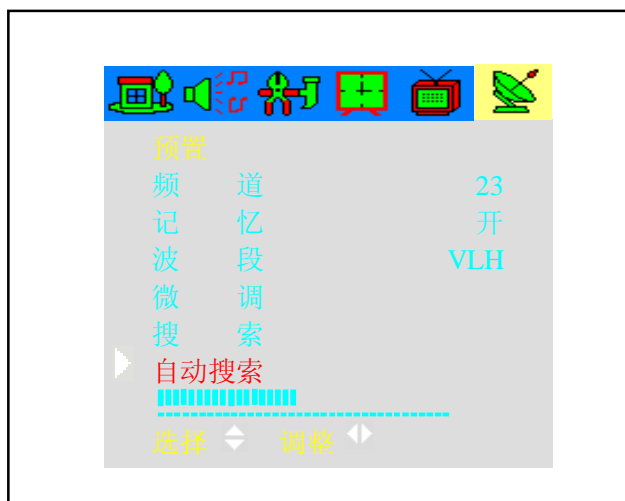 预置
频 道 23
记 忆 开
波 段 VLH
微 调
搜 索
自动搜索
选择 调整